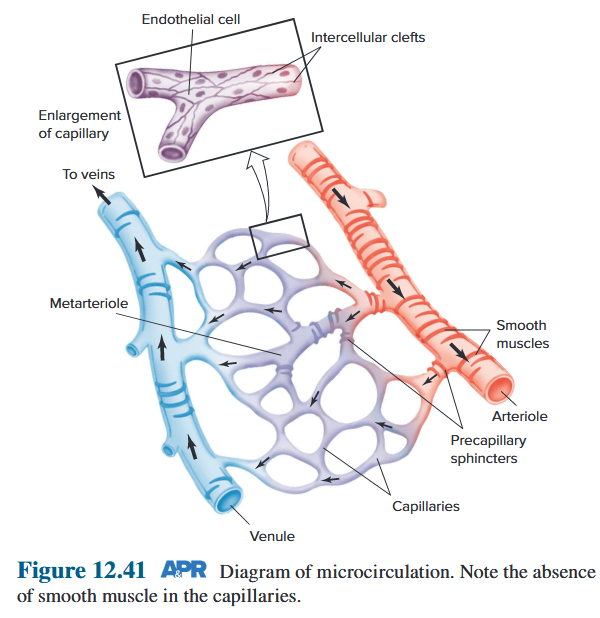 Endothelial cell
Intercellular clefts
Enlargement
of capillary
To veins
Metarteriole
Smooth
muscles
Arteriole
Precapillary
sphincters
Capillaries
Venule
Figure 12.41 A&PR Diagram of microcirculation. Note the absence
of smooth muscle in the capillaries.